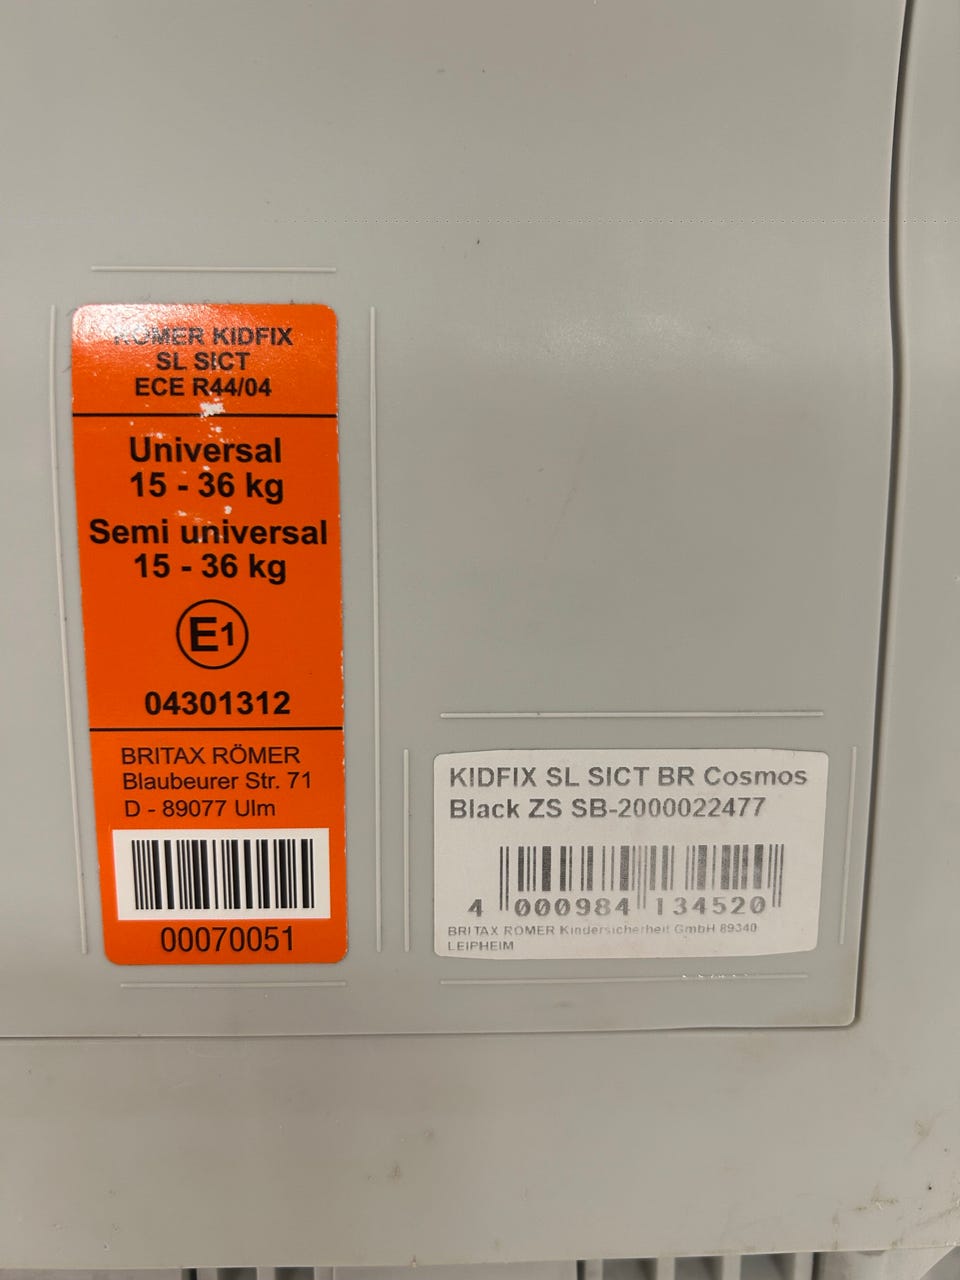 RÖMER KIDFIX
SL SICT
ECE R44/04
Universal
15 - 36 kg
Semi universal
15 - 36 kg
E1
04301312
BRITAX RÖMER
Blaubeurer Str. 71
D - 89077 Ulm
00070051
KIDFIX SL SICT BR Cosmos
Black ZS SB-2000022477
4 000984 134520
BRITAX RÖMER Kindersicherheit GmbH 89340
LEIPHEIM